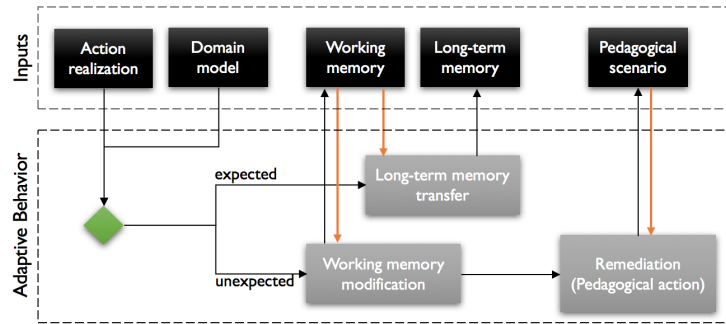 Inputs
Action
realization
Domain
model
Working
memory
Long-term
memory
Pedagogical
scenario
Adaptive Behavior
expected
Long-term memory
transfer
unexpected
Working memory
modification
Remediation
(Pedagogical action)